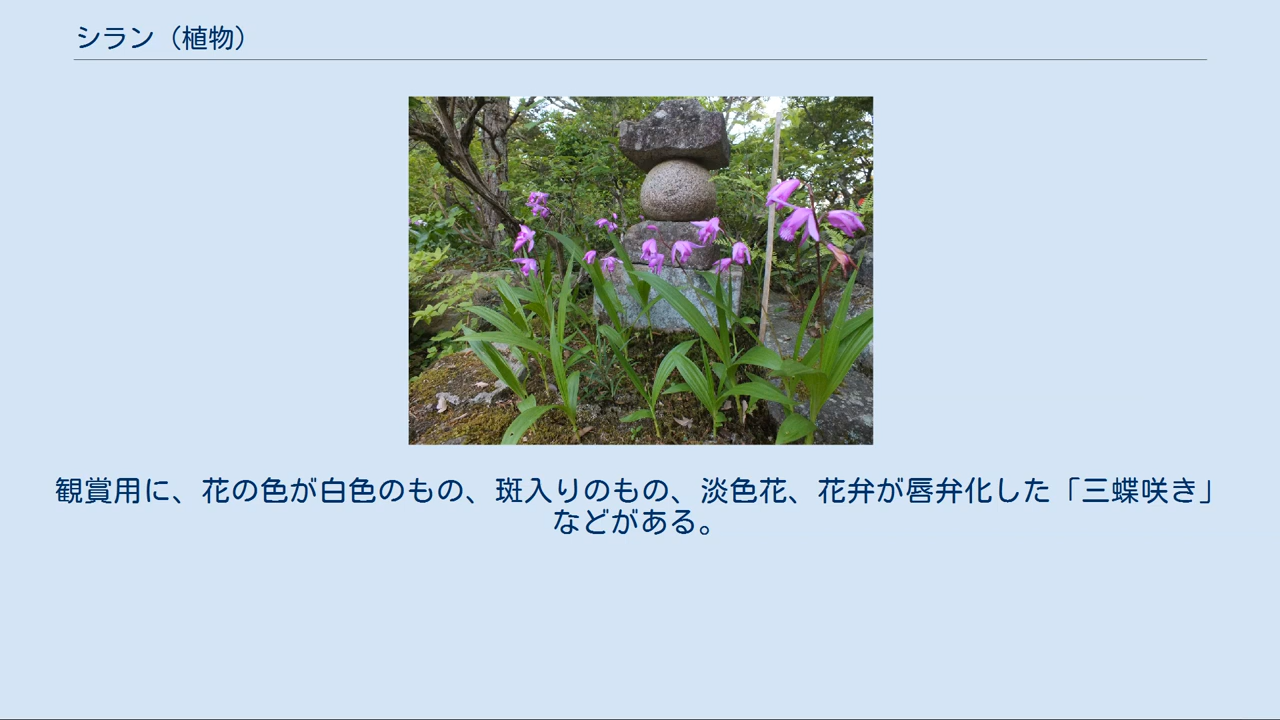 シラン（植物）
観賞用に、花の色が白色のもの、斑入りのもの、淡色花、花弁が唇弁化した「三蝶咲き」
などがある。